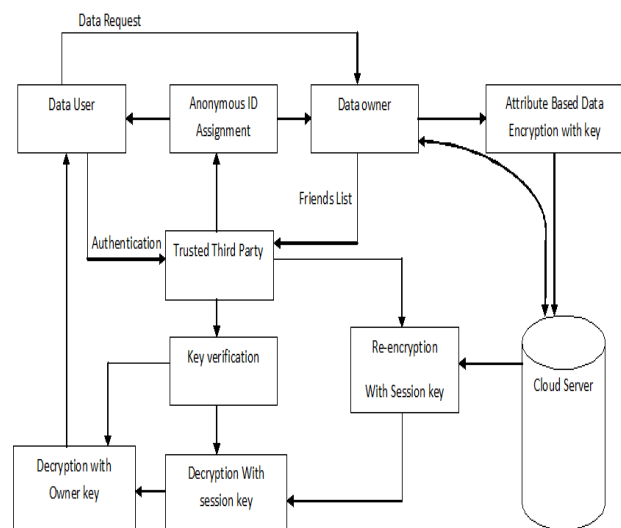 Data Request
Data User
Anonymous ID
Assignment
Data owner
Attribute Based Data
Encryption with key
Friends List
Authentication
Trusted Third Party
Key verification
Re-encryption
With Session key
Cloud Server
Decryption with
Owner key
Decryption With
session key